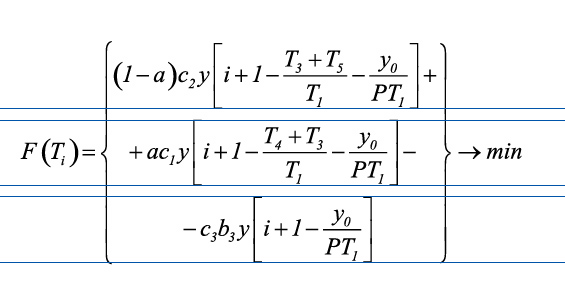 (1-a)c₂y[i+1-(T₃+T₅)/T₁-y₀/PT₁]+
F(Tᵢ)={+ac₁y[i+1-(T₄+T₃)/T₁-y₀/PT₁]-}→min
-c₃b₃y[i+1-y₀/PT₁]